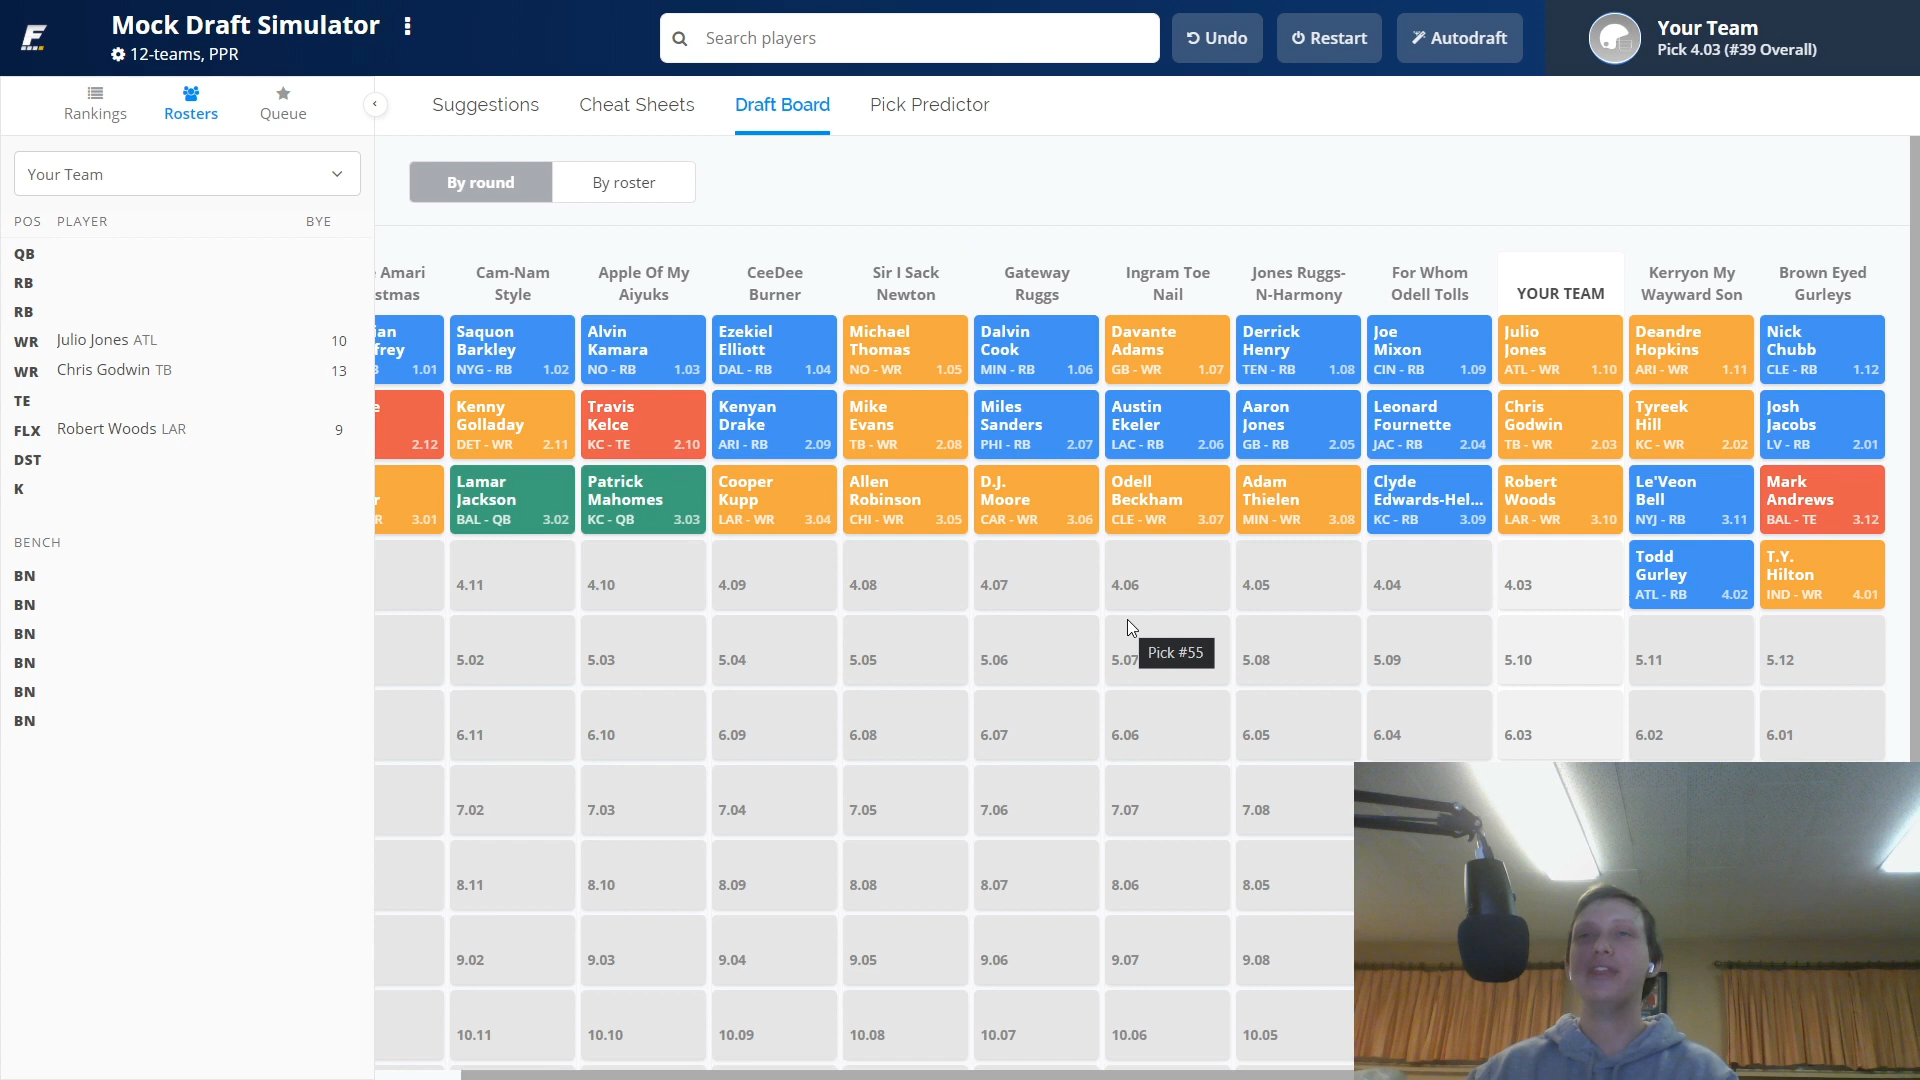 Mock Draft Simulator
12-teams, PPR
Search players
Undo
Restart
Autodraft
Your Team
Pick 4.03 (#39 Overall)
Rankings
Rosters
Queue
Suggestions
Cheat Sheets
Draft Board
Pick Predictor
Your Team
By round
By roster
POS PLAYER BYE
QB
RB
RB
WR Julio Jones ATL 10
WR Chris Godwin TB 13
TE
FLX Robert Woods LAR 9
DST
K
BENCH
BN
BN
BN
BN
BN
BN
Amari
stmas
Cam-Nam
Style
Apple Of My
Aiyuks
CeeDee
Burner
Sir I Sack
Newton
Gateway
Ruggs
Ingram Toe
Nail
Jones Ruggs-
N-Harmony
For Whom
Odell Tolls
YOUR TEAM
Kerryon My
Wayward Son
Brown Eyed
Gurleys
ian
frey
1.01
Saquon
Barkley
NYG - RB 1.02
Alvin
Kamara
NO - RB 1.03
Ezekiel
Elliott
DAL - RB 1.04
Michael
Thomas
NO - WR 1.05
Dalvin
Cook
MIN - RB 1.06
Davante
Adams
GB - WR 1.07
Derrick
Henry
TEN - RB 1.08
Joe
Mixon
CIN - RB 1.09
Julio
Jones
ATL - WR 1.10
Deandre
Hopkins
ARI - WR 1.11
Nick
Chubb
CLE - RB 1.12
e
2.12
Kenny
Golladay
DET - WR 2.11
Travis
Kelce
KC - TE 2.10
Kenyan
Drake
ARI - RB 2.09
Mike
Evans
TB - WR 2.08
Miles
Sanders
PHI - RB 2.07
Austin
Ekeler
LAC - RB 2.06
Aaron
Jones
GB - RB 2.05
Leonard
Fournette
JAC - RB 2.04
Chris
Godwin
TB - WR 2.03
Tyreek
Hill
KC - WR 2.02
Josh
Jacobs
LV - RB 2.01
r
R 3.01
Lamar
Jackson
BAL - QB 3.02
Patrick
Mahomes
KC - QB 3.03
Cooper
Kupp
LAR - WR 3.04
Allen
Robinson
CHI - WR 3.05
D.J.
Moore
CAR - WR 3.06
Odell
Beckham
CLE - WR 3.07
Adam
Thielen
MIN - WR 3.08
Clyde
Edwards-Hel...
KC - RB 3.09
Robert
Woods
LAR - WR 3.10
Le'Veon
Bell
NYJ - RB 3.11
Mark
Andrews
BAL - TE 3.12
4.11
4.10
4.09
4.08
4.07
4.06
4.05
4.04
4.03
Todd
Gurley
ATL - RB 4.02
T.Y.
Hilton
IND - WR 4.01
5.02
5.03
5.04
5.05
5.06
5.07
Pick #55
5.08
5.09
5.10
5.11
5.12
6.11
6.10
6.09
6.08
6.07
6.06
6.05
6.04
6.03
6.02
6.01
7.02
7.03
7.04
7.05
7.06
7.07
7.08
8.11
8.10
8.09
8.08
8.07
8.06
8.05
9.02
9.03
9.04
9.05
9.06
9.07
9.08
10.11
10.10
10.09
10.08
10.07
10.06
10.05